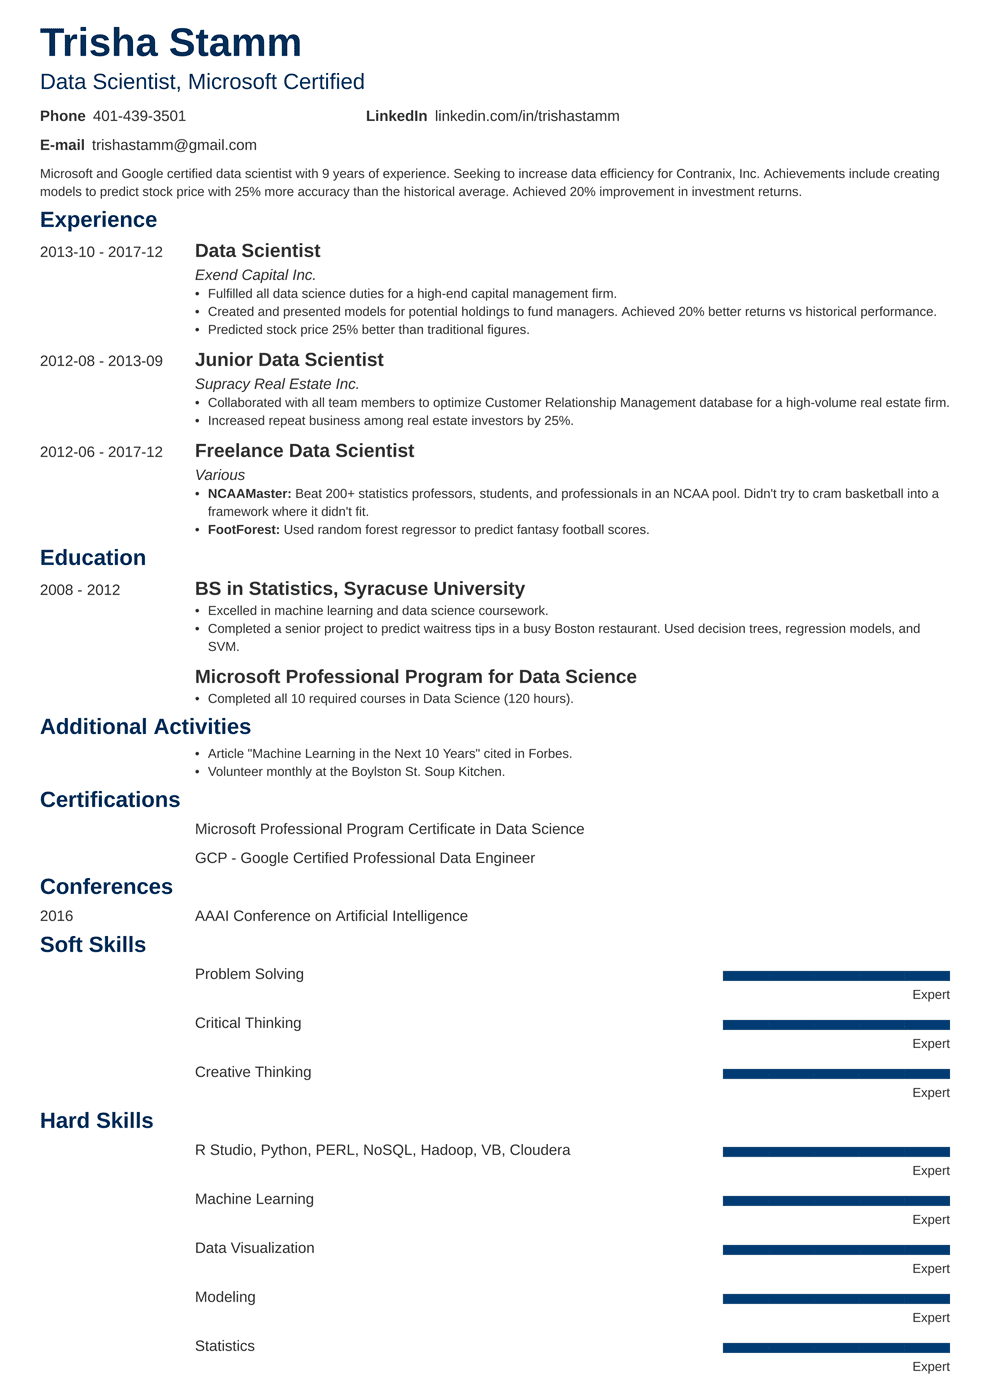 Trisha Stamm
Data Scientist, Microsoft Certified
Phone 401-439-3501 LinkedIn linkedin.com/in/trishastamm
E-mail trishastamm@gmail.com
Microsoft and Google certified data scientist with 9 years of experience. Seeking to increase data efficiency for Contranix, Inc. Achievements include creating
models to predict stock price with 25% more accuracy than the historical average. Achieved 20% improvement in investment returns.
Experience
2013-10 - 2017-12 Data Scientist
Exend Capital Inc.
• Fulfilled all data science duties for a high-end capital management firm.
• Created and presented models for potential holdings to fund managers. Achieved 20% better returns vs historical performance.
• Predicted stock price 25% better than traditional figures.
2012-08 - 2013-09 Junior Data Scientist
Supracy Real Estate Inc.
• Collaborated with all team members to optimize Customer Relationship Management database for a high-volume real estate firm.
• Increased repeat business among real estate investors by 25%.
2012-06 - 2017-12 Freelance Data Scientist
Various
• NCAAMaster: Beat 200+ statistics professors, students, and professionals in an NCAA pool. Didn't try to cram basketball into a
framework where it didn't fit.
• FootForest: Used random forest regressor to predict fantasy football scores.
Education
2008 - 2012 BS in Statistics, Syracuse University
• Excelled in machine learning and data science coursework.
• Completed a senior project to predict waitress tips in a busy Boston restaurant. Used decision trees, regression models, and
SVM.
Microsoft Professional Program for Data Science
• Completed all 10 required courses in Data Science (120 hours).
Additional Activities
• Article "Machine Learning in the Next 10 Years" cited in Forbes.
• Volunteer monthly at the Boylston St. Soup Kitchen.
Certifications
Microsoft Professional Program Certificate in Data Science
GCP - Google Certified Professional Data Engineer
Conferences
2016 AAAI Conference on Artificial Intelligence
Soft Skills
Problem Solving
Expert
Critical Thinking
Expert
Creative Thinking
Expert
Hard Skills
R Studio, Python, PERL, NoSQL, Hadoop, VB, Cloudera
Expert
Machine Learning
Expert
Data Visualization
Expert
Modeling
Expert
Statistics
Expert